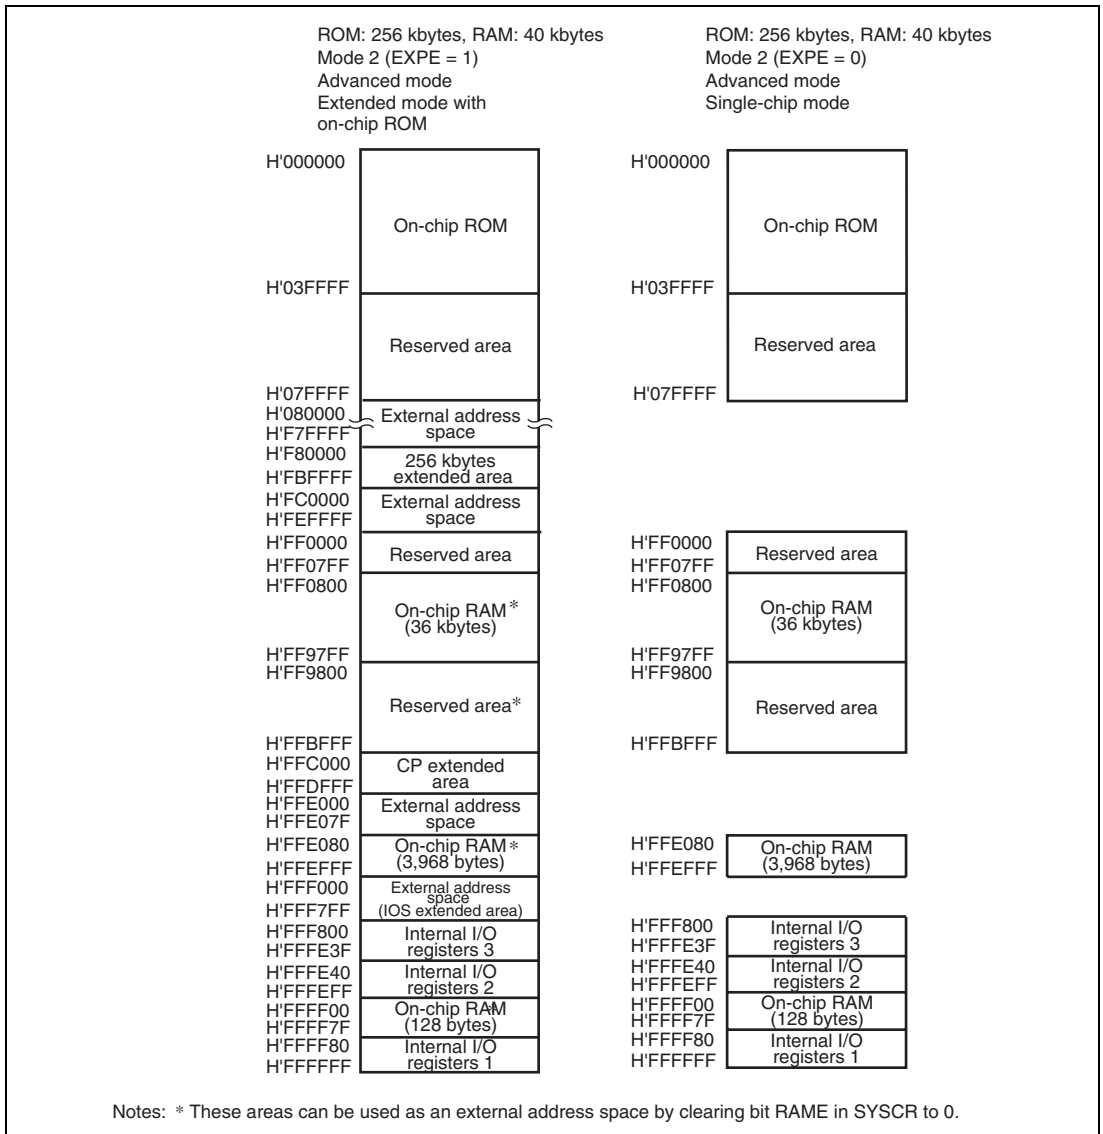 ROM: 256 kbytes, RAM: 40 kbytes
Mode 2 (EXPE = 1)
Advanced mode
Extended mode with
on-chip ROM
H'000000
On-chip ROM
H'03FFFF
Reserved area
H'07FFFF
H'080000
External address
space
H'F7FFFF
H'F80000
256 kbytes
extended area
H'FBFFFF
H'FC0000
External address
space
H'FEFFFF
H'FF0000
Reserved area
H'FF07FF
H'FF0800
On-chip RAM *
(36 kbytes)
H'FF97FF
H'FF9800
Reserved area*
H'FFBFFF
H'FFC000
CP extended
area
H'FFDFFF
H'FFE000
External address
space
H'FFE07F
H'FFE080
On-chip RAM *
(3,968 bytes)
H'FFEFFF
H'FFF000
External address
space
(IOS extended area)
H'FFF7FF
H'FFF800
Internal I/O
registers 3
H'FFFE3F
H'FFFE40
Internal I/O
registers 2
H'FFFEFF
H'FFFF00
On-chip RAM*
(128 bytes)
H'FFFF7F
H'FFFF80
Internal I/O
registers 1
H'FFFFFF
ROM: 256 kbytes, RAM: 40 kbytes
Mode 2 (EXPE = 0)
Advanced mode
Single-chip mode
H'000000
On-chip ROM
H'03FFFF
Reserved area
H'07FFFF
H'FF0000
Reserved area
H'FF07FF
H'FF0800
On-chip RAM
(36 kbytes)
H'FF97FF
H'FF9800
Reserved area
H'FFBFFF
H'FFE080
On-chip RAM
(3,968 bytes)
H'FFEFFF
H'FFF800
Internal I/O
registers 3
H'FFFE3F
H'FFFE40
Internal I/O
registers 2
H'FFFEFF
H'FFFF00
On-chip RAM
(128 bytes)
H'FFFF7F
H'FFFF80
Internal I/O
registers 1
H'FFFFFF
Notes: * These areas can be used as an external address space by clearing bit RAME in SYSCR to 0.